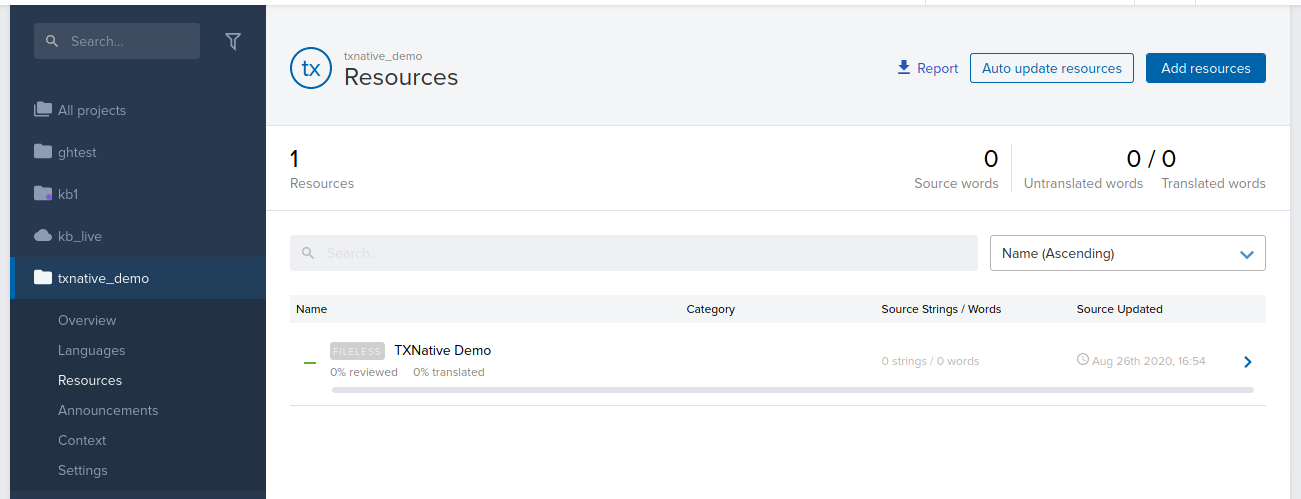 Search...
All projects
ghtest
kb1
kb_live
txnative_demo
Overview
Languages
Resources
Announcements
Context
Settings
tx
txnative_demo
Resources
Report
Auto update resources
Add resources
1
Resources
0
Source words
0 / 0
Untranslated words Translated words
Search...
Name (Ascending)
Name Category Source Strings / Words Source Updated
FILELESS TXNative Demo
0% reviewed 0% translated
0 strings / 0 words
Aug 26th 2020, 16:54